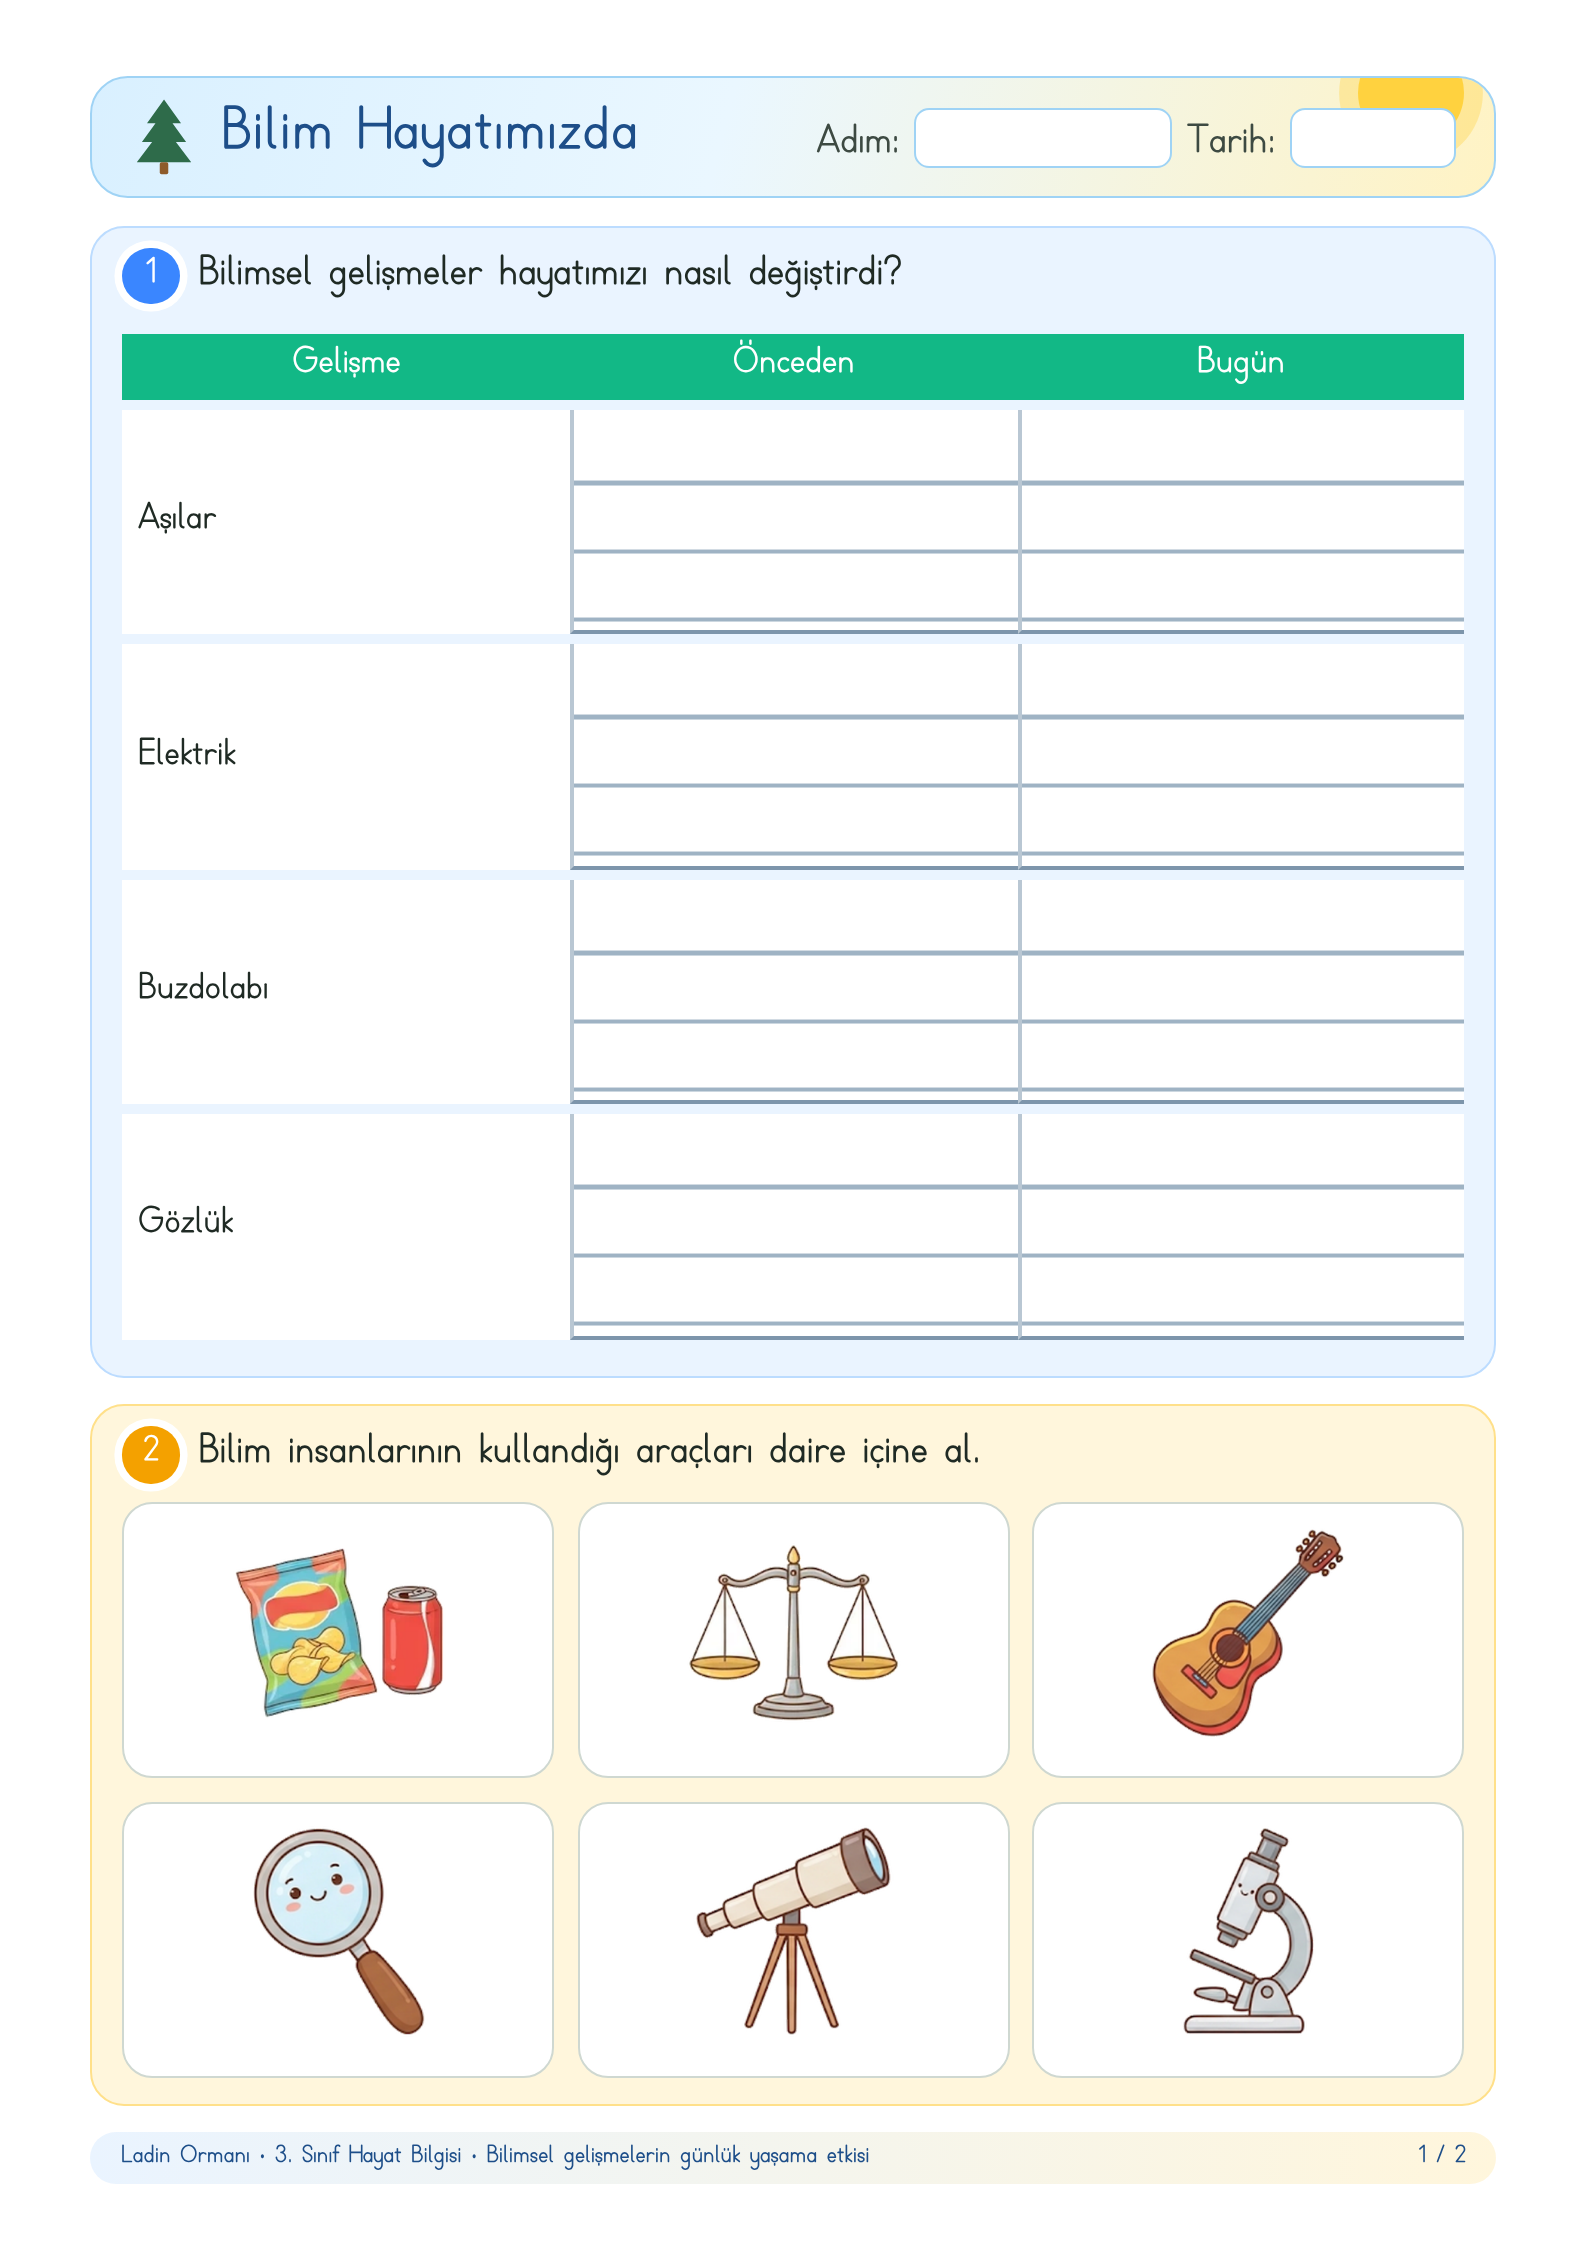 Bilim Hayatımızda
Adım:
Tarih:
1 Bilimsel gelişmeler hayatımızı nasıl değiştirdi?
Gelişme Önceden Bugün
Aşılar
Elektrik
Buzdolabı
Gözlük
2 Bilim insanlarının kullandığı araçları daire içine al.
Ladin Ormanı • 3. Sınıf Hayat Bilgisi • Bilimsel gelişmelerin günlük yaşama etkisi 1 / 2